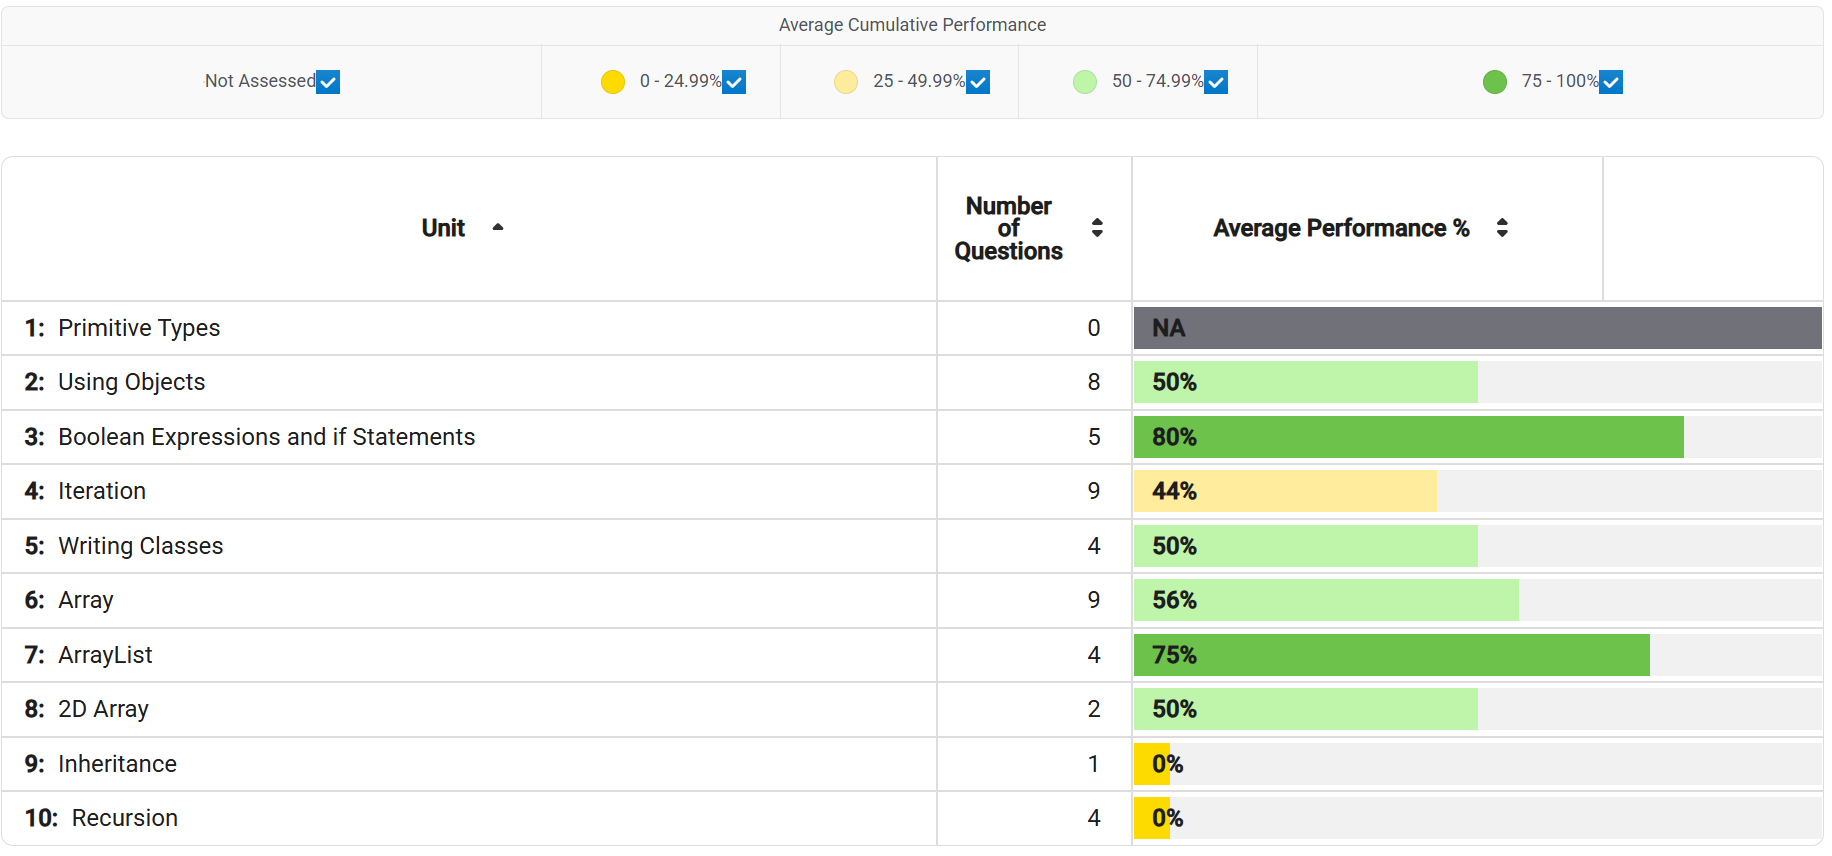 Average Cumulative Performance
Not Assessed 0 - 24.99% 25 - 49.99% 50 - 74.99% 75 - 100%
Unit Number of Questions Average Performance %
1: Primitive Types 0 NA
2: Using Objects 8 50%
3: Boolean Expressions and if Statements 5 80%
4: Iteration 9 44%
5: Writing Classes 4 50%
6: Array 9 56%
7: ArrayList 4 75%
8: 2D Array 2 50%
9: Inheritance 1 0%
10: Recursion 4 0%